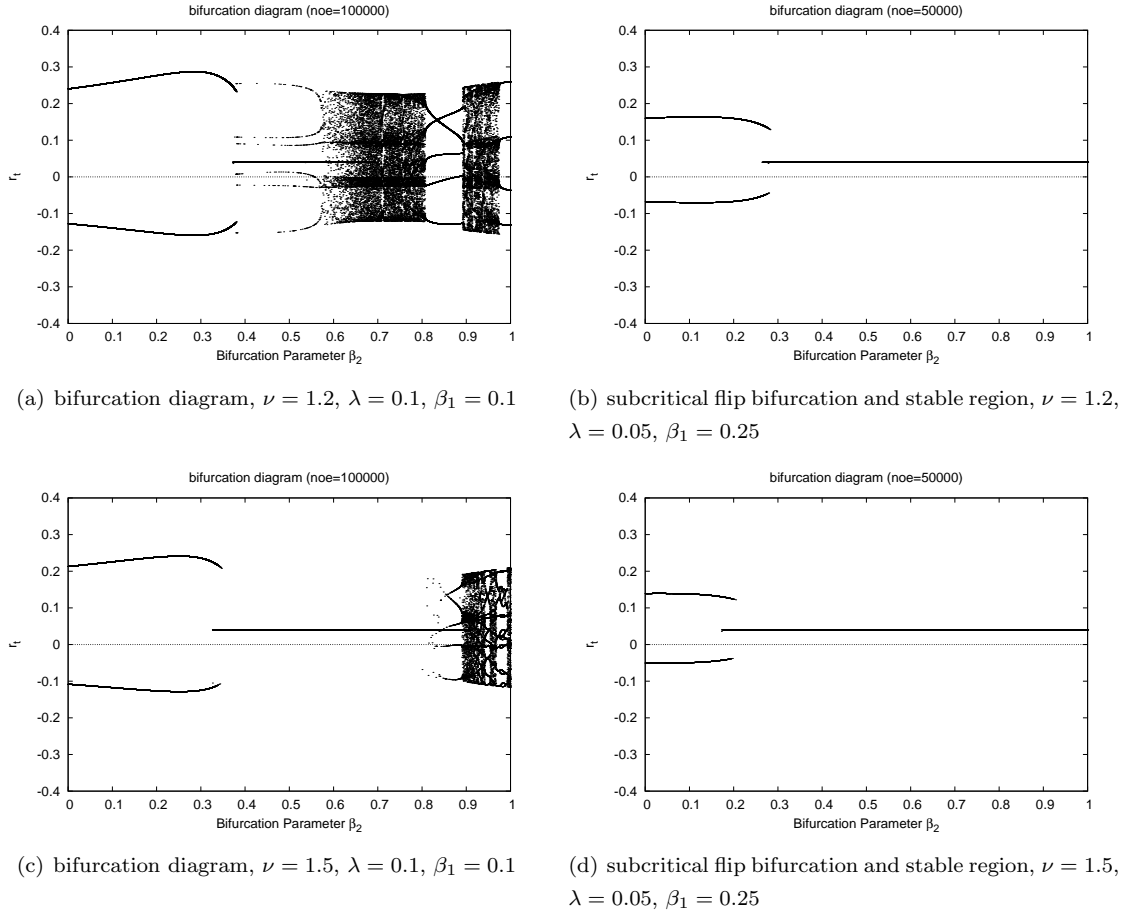 bifurcation diagram (noe=100000)
0.4
0.3
0.2
0.1
0
-0.1
-0.2
-0.3
-0.4
r_t
0 0.1 0.2 0.3 0.4 0.5 0.6 0.7 0.8 0.9 1
Bifurcation Parameter β₂
(a) bifurcation diagram, ν = 1.2, λ = 0.1, β₁ = 0.1
bifurcation diagram (noe=50000)
0.4
0.3
0.2
0.1
0
-0.1
-0.2
-0.3
-0.4
r_t
0 0.1 0.2 0.3 0.4 0.5 0.6 0.7 0.8 0.9 1
Bifurcation Parameter β₂
(b) subcritical flip bifurcation and stable region, ν = 1.2,
λ = 0.05, β₁ = 0.25
bifurcation diagram (noe=100000)
0.4
0.3
0.2
0.1
0
-0.1
-0.2
-0.3
-0.4
r_t
0 0.1 0.2 0.3 0.4 0.5 0.6 0.7 0.8 0.9 1
Bifurcation Parameter β₂
(c) bifurcation diagram, ν = 1.5, λ = 0.1, β₁ = 0.1
bifurcation diagram (noe=50000)
0.4
0.3
0.2
0.1
0
-0.1
-0.2
-0.3
-0.4
r_t
0 0.1 0.2 0.3 0.4 0.5 0.6 0.7 0.8 0.9 1
Bifurcation Parameter β₂
(d) subcritical flip bifurcation and stable region, ν = 1.5,
λ = 0.05, β₁ = 0.25